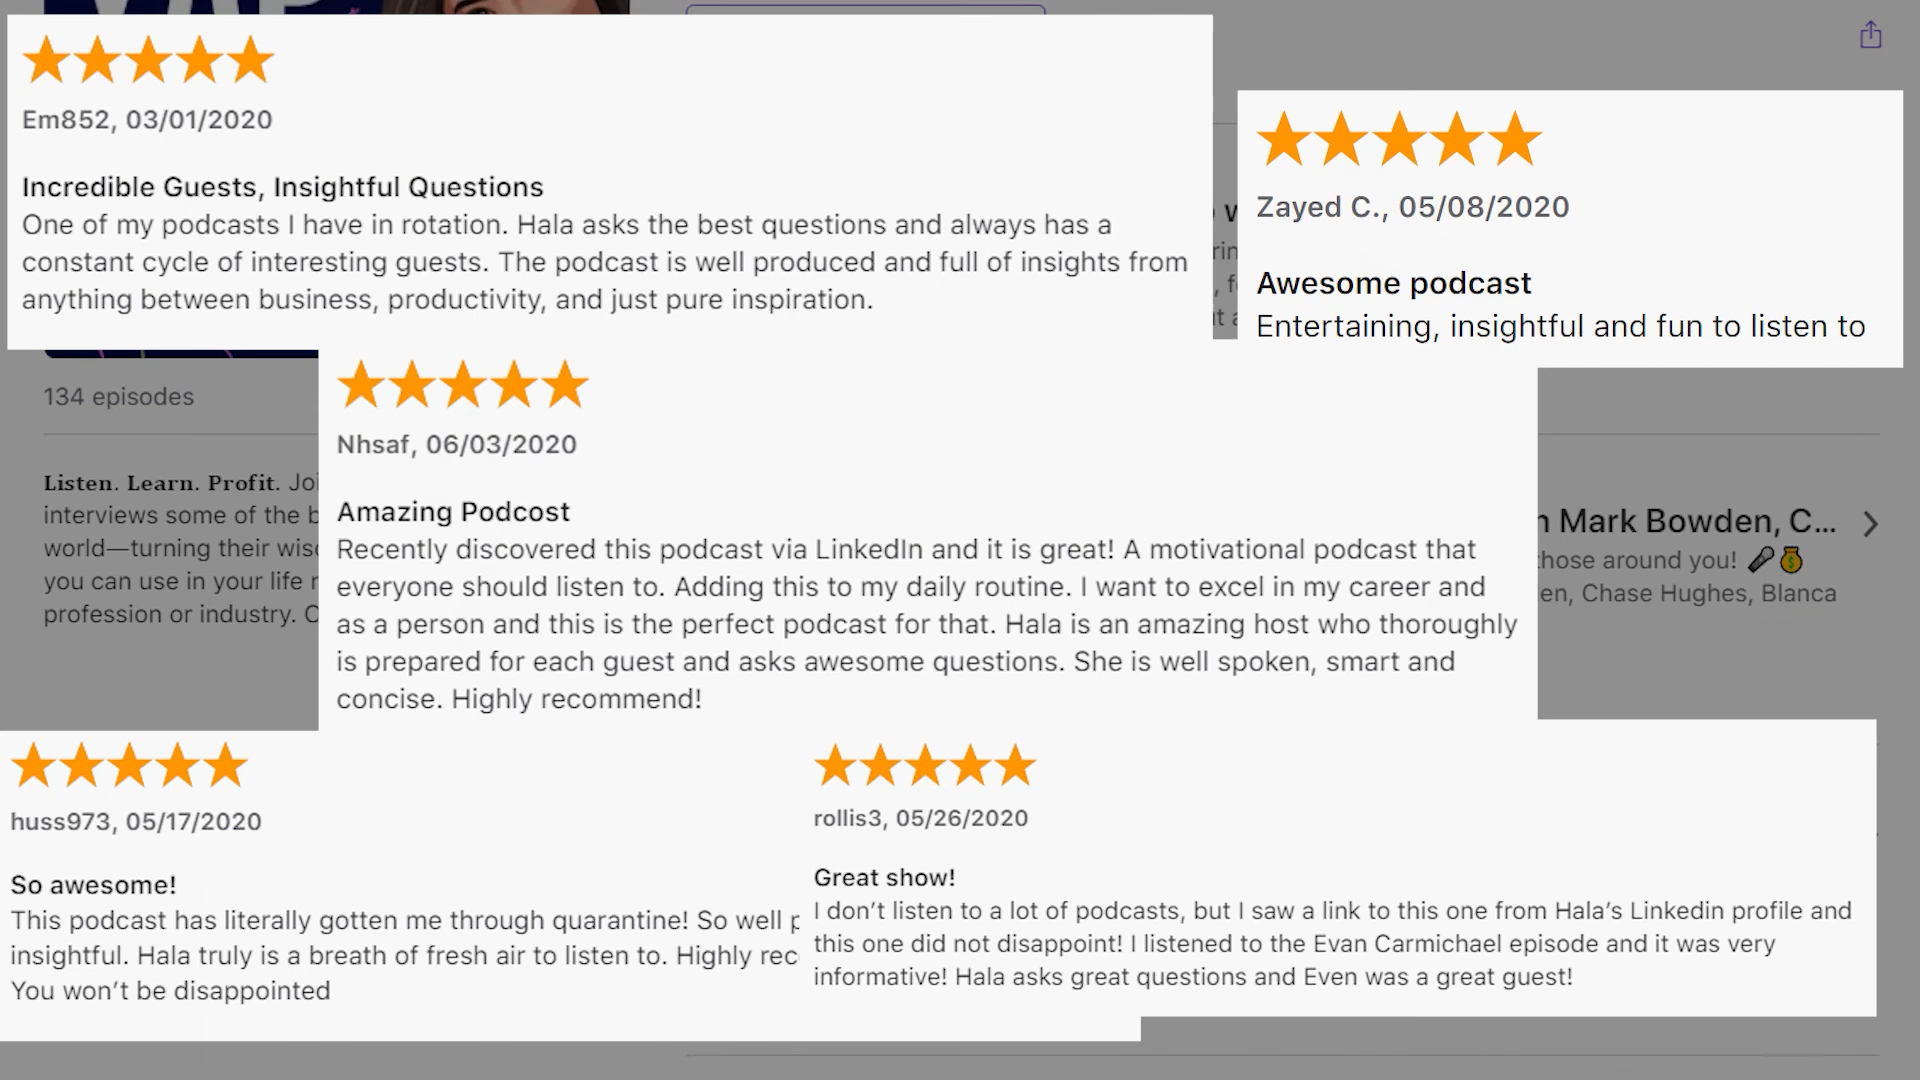 Em852, 03/01/2020
Incredible Guests, Insightful Questions
One of my podcasts I have in rotation. Hala asks the best questions and always has a
constant cycle of interesting guests. The podcast is well produced and full of insights from
anything between business, productivity, and just pure inspiration.
Zayed C., 05/08/2020
Awesome podcast
Entertaining, insightful and fun to listen to
134 episodes
Listen. Learn. Profit.
interviews some of the
world—turning their
you can use in your life
profession or industry.
Nhsaf, 06/03/2020
Amazing Podcost
Recently discovered this podcast via LinkedIn and it is great! A motivational podcast that
everyone should listen to. Adding this to my daily routine. I want to excel in my career and
as a person and this is the perfect podcast for that. Hala is an amazing host who thoroughly
is prepared for each guest and asks awesome questions. She is well spoken, smart and
concise. Highly recommend!
Mark Bowden, C...
those around you! 🎤💰
en, Chase Hughes, Blanca
huss973, 05/17/2020
So awesome!
This podcast has literally gotten me through quarantine! So well
insightful. Hala truly is a breath of fresh air to listen to. Highly
You won't be disappointed
rollis3, 05/26/2020
Great show!
I don't listen to a lot of podcasts, but I saw a link to this one from Hala's Linkedin profile and
this one did not disappoint! I listened to the Evan Carmichael episode and it was very
informative! Hala asks great questions and Even was a great guest!